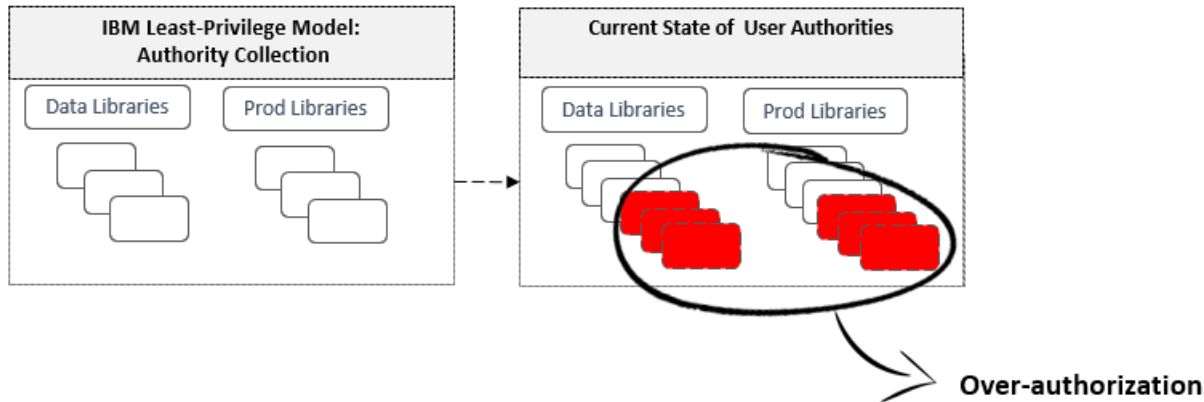 IBM Least-Privilege Model:
Authority Collection
Data Libraries
Prod Libraries
Current State of User Authorities
Data Libraries
Prod Libraries
Over-authorization